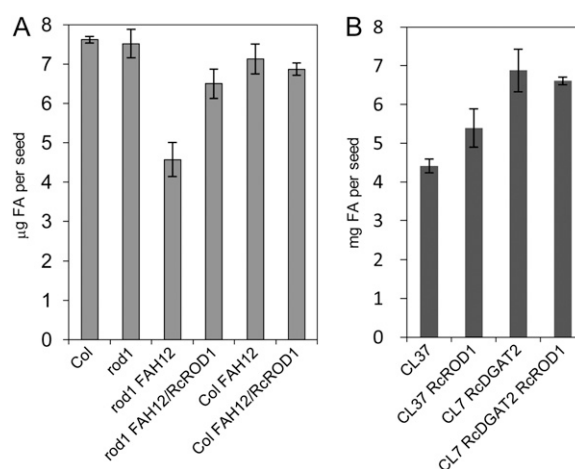 A
8
7
6
5
4
3
2
1
0
µg FA per seed
Col
rod1
rod1 FAH12
rod1 FAH12/RcROD1
Col FAH12
Col FAH12/RcROD1
B
8
7
6
5
4
3
2
1
0
mg FA per seed
CL37
CL37 RcROD1
CL7 RcDGAT2
CL7 RcDGAT2 RcROD1